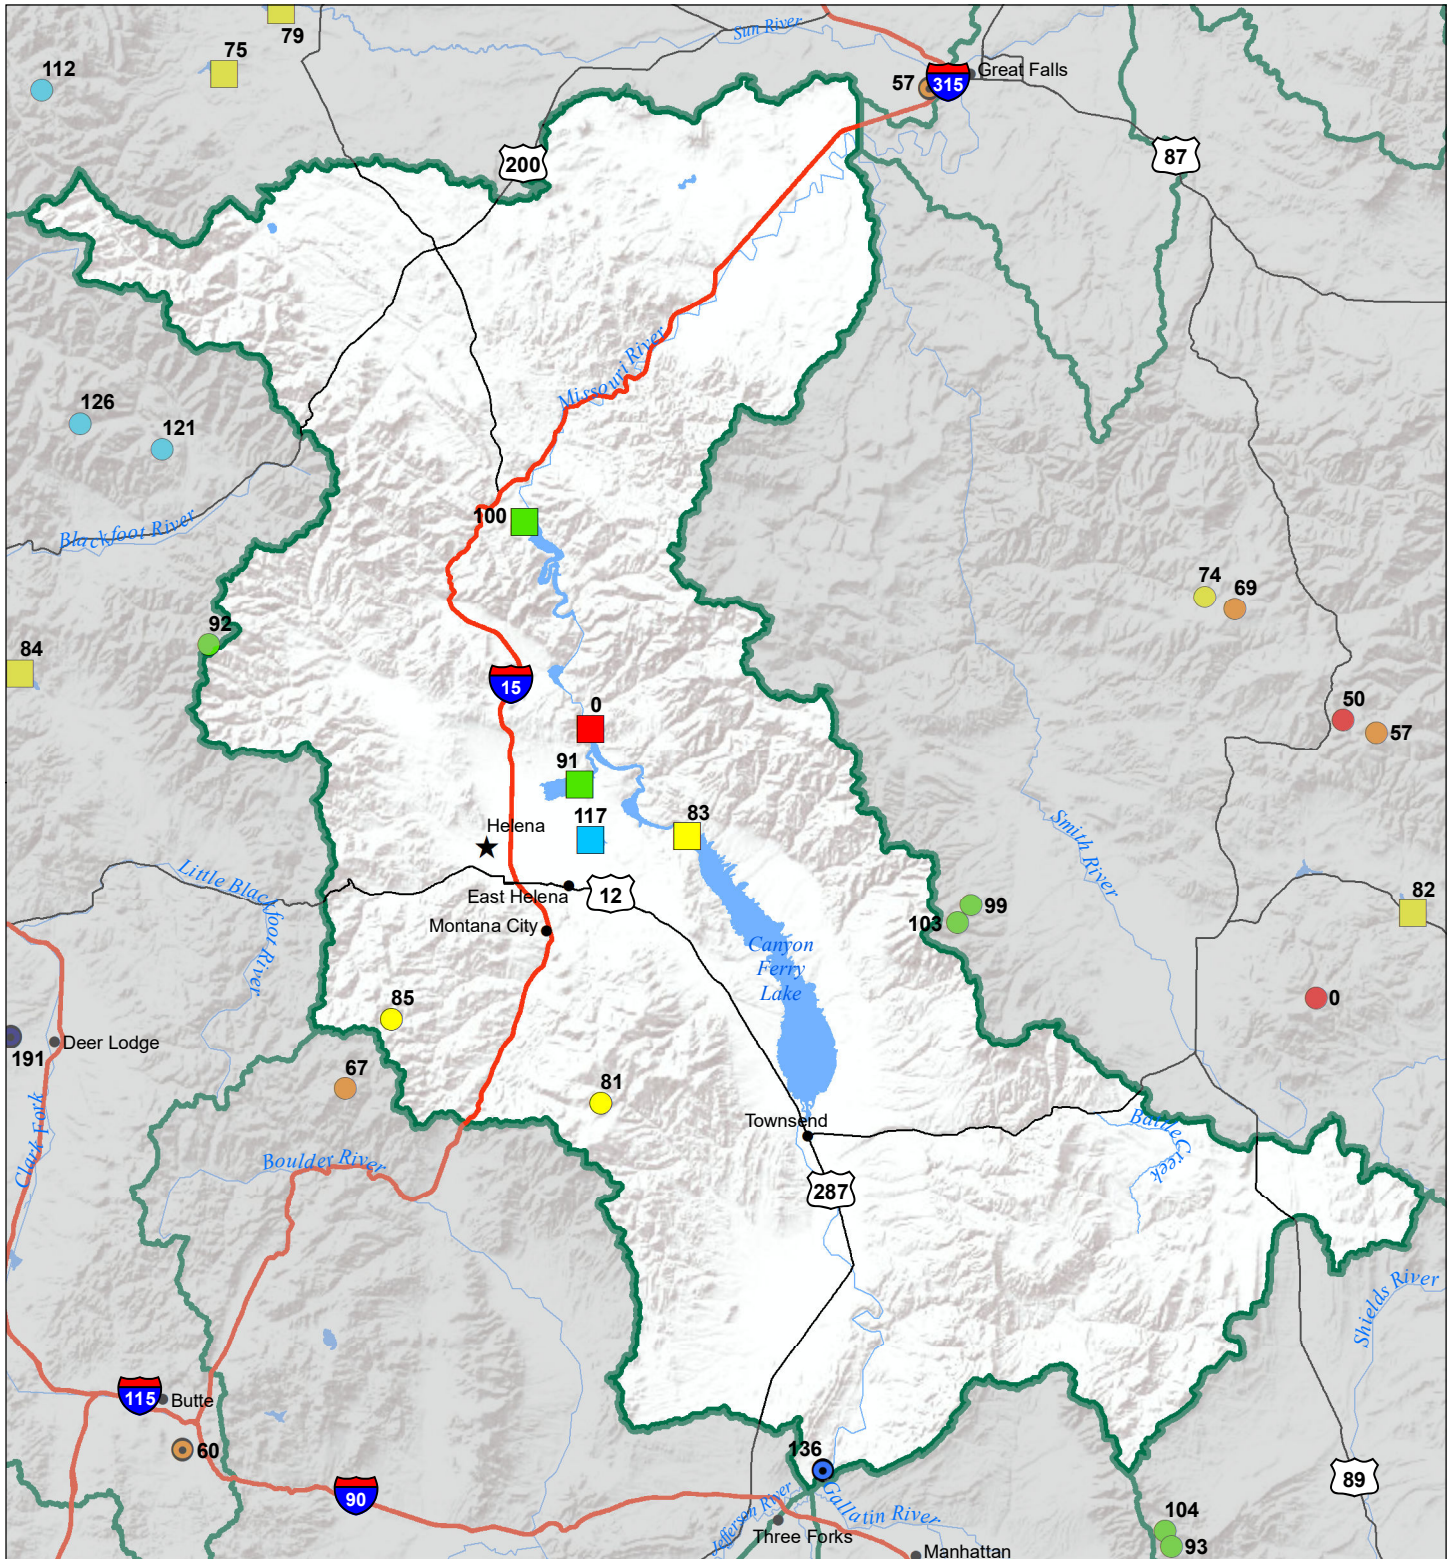 79
75
112
Sun River
Great Falls
57
315
200
87
Missouri River
126
121
100
Blackfoot River
74
69
92
84
15
0
50
57
91
117
83
Helena
Smith River
Little Blackfoot River
East Helena
12
82
99
103
Montana City
Canyon
Ferry
Lake
0
85
191
Deer Lodge
67
81
Townsend
Battle Creek
Clark Fork
Boulder River
287
Shields River
115
Butte
60
136
90
89
Jefferson River
Gallatin River
Three Forks
104
93
Manhattan